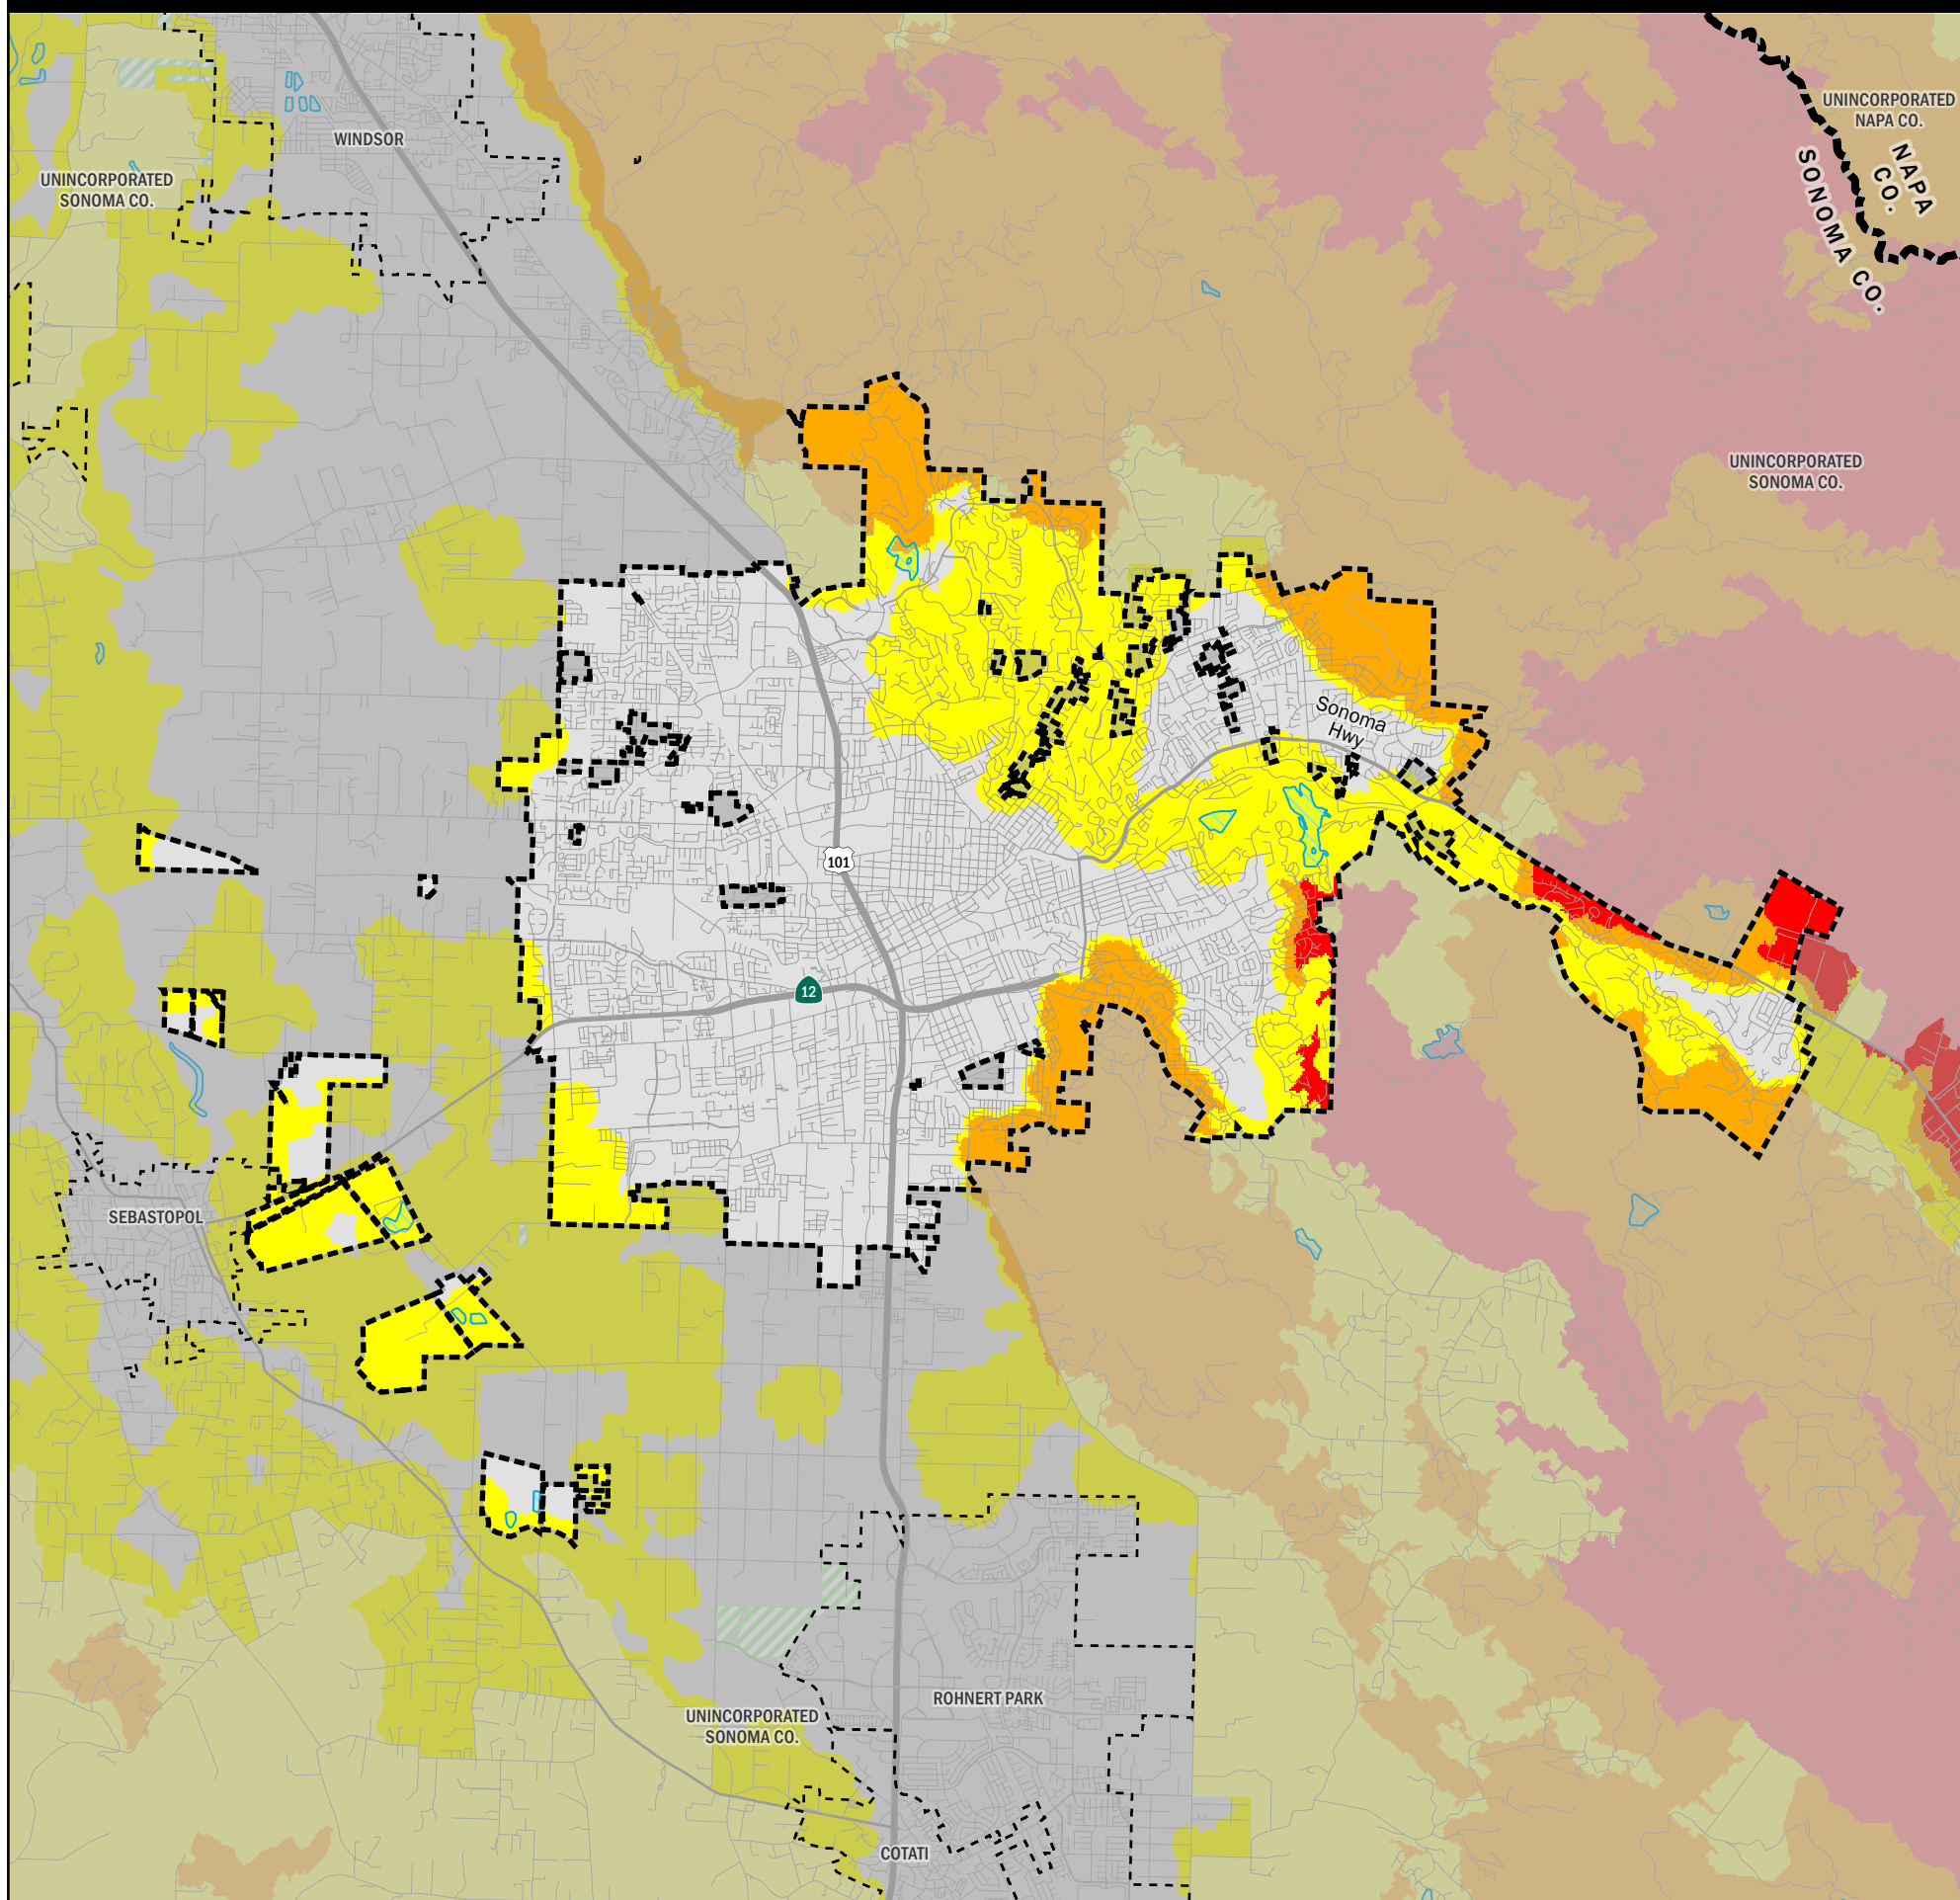 UNINCORPORATED
NAPA CO.
NAPA
CO.
SONOMA CO.
WINDSOR
UNINCORPORATED
SONOMA CO.
UNINCORPORATED
SONOMA CO.
Sonoma
Hwy
101
12
SEBASTOPOL
ROHNERT PARK
UNINCORPORATED
SONOMA CO.
COTATI